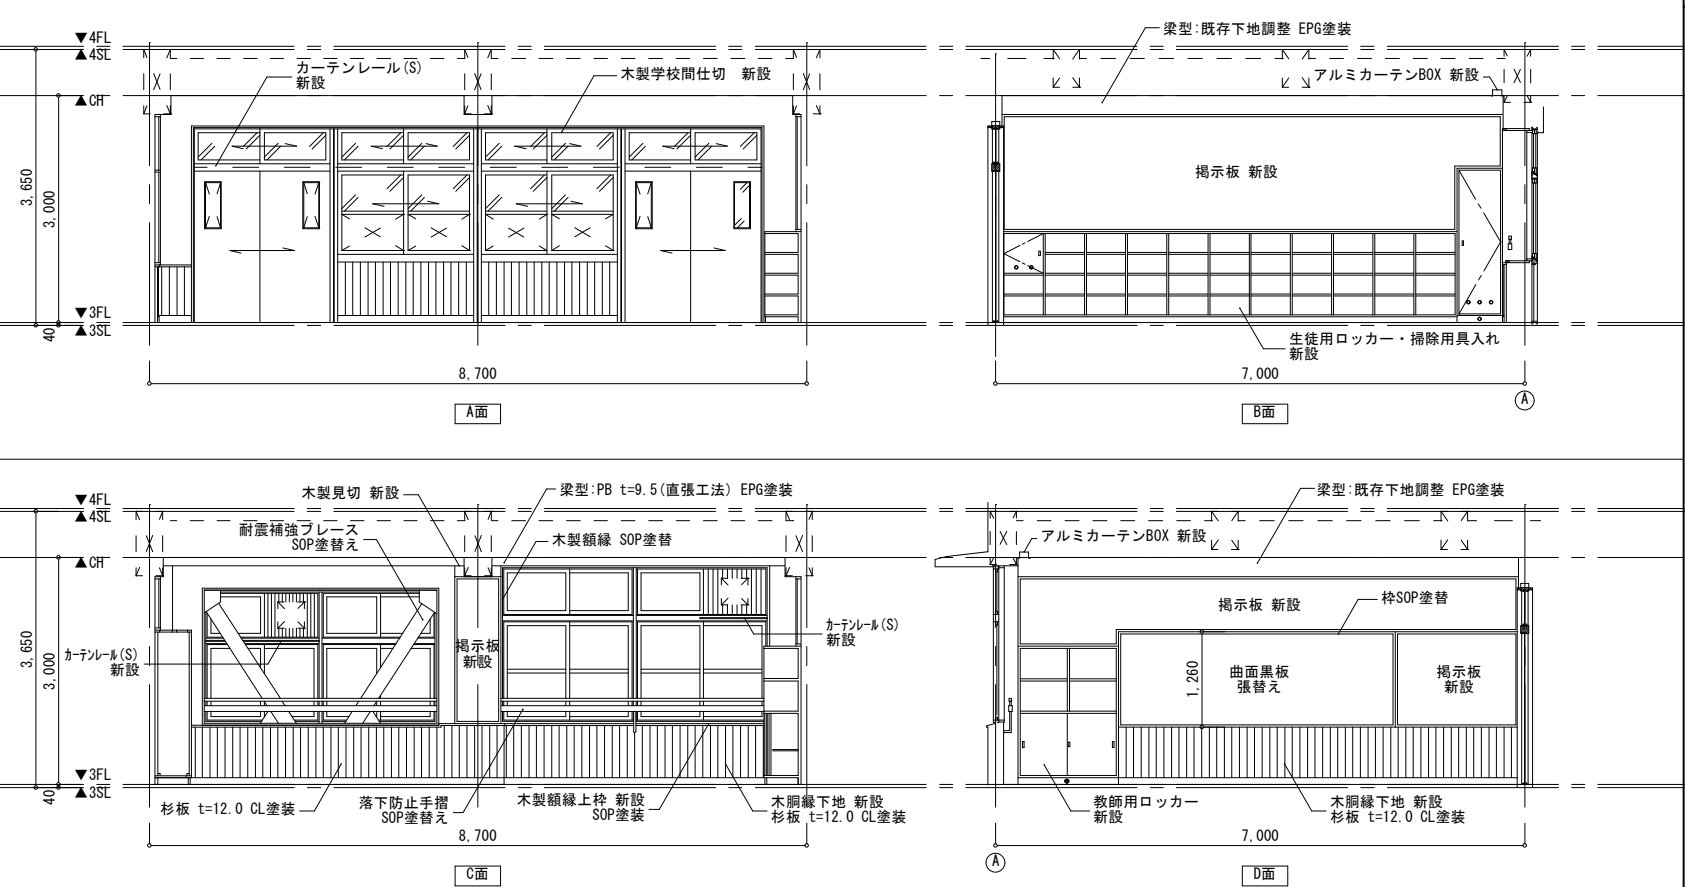 ▼4FL
▲4SL
▲CH
3,650
3,000
▼3FL
▲3SL
40
カーテンレール(S)
新設
木製学校間仕切 新設
8,700
A面
梁型:既存下地調整 EPG塗装
アルミカーテンBOX 新設
掲示板 新設
生徒用ロッカー・掃除用具入れ
新設
7,000
A
B面
▼4FL
▲4SL
▲CH
3,650
3,000
▼3FL
▲3SL
40
木製見切 新設
梁型:PB t=9.5(直張工法) EPG塗装
耐震補強ブレース
SOP塗替え
木製額縁 SOP塗替
カーテンレール(S)
新設
掲示板
新設
カーテンレール(S)
新設
杉板 t=12.0 CL塗装
落下防止手摺
SOP塗替え
木製額縁上枠 新設
SOP塗装
木胴縁下地 新設
杉板 t=12.0 CL塗装
8,700
C面
梁型:既存下地調整 EPG塗装
アルミカーテンBOX 新設
掲示板 新設
枠SOP塗替
1,260
曲面黒板
張替え
掲示板
新設
教師用ロッカー
新設
木胴縁下地 新設
杉板 t=12.0 CL塗装
7,000
A
D面